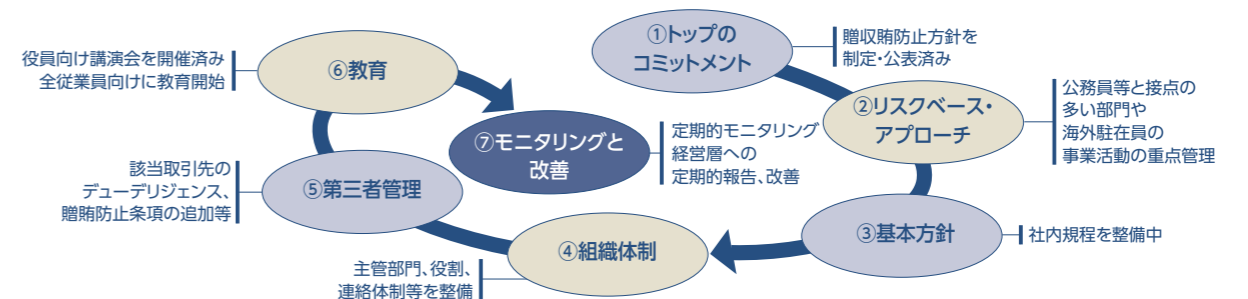 ①トップの
コミットメント
贈収賄防止方針を
制定・公表済み
②リスクベース・
アプローチ
公務員等と接点の
多い部門や
海外駐在員の
事業活動の重点管理
③基本方針
社内規程を整備中
④組織体制
主管部門、役割、
連絡体制等を整備
⑤第三者管理
該当取引先の
デューデリジェンス、
贈賄防止条項の追加等
⑥教育
役員向け講演会を開催済み
全従業員向けに教育開始
⑦モニタリングと
改善
定期的モニタリング
経営層への
定期的報告、改善